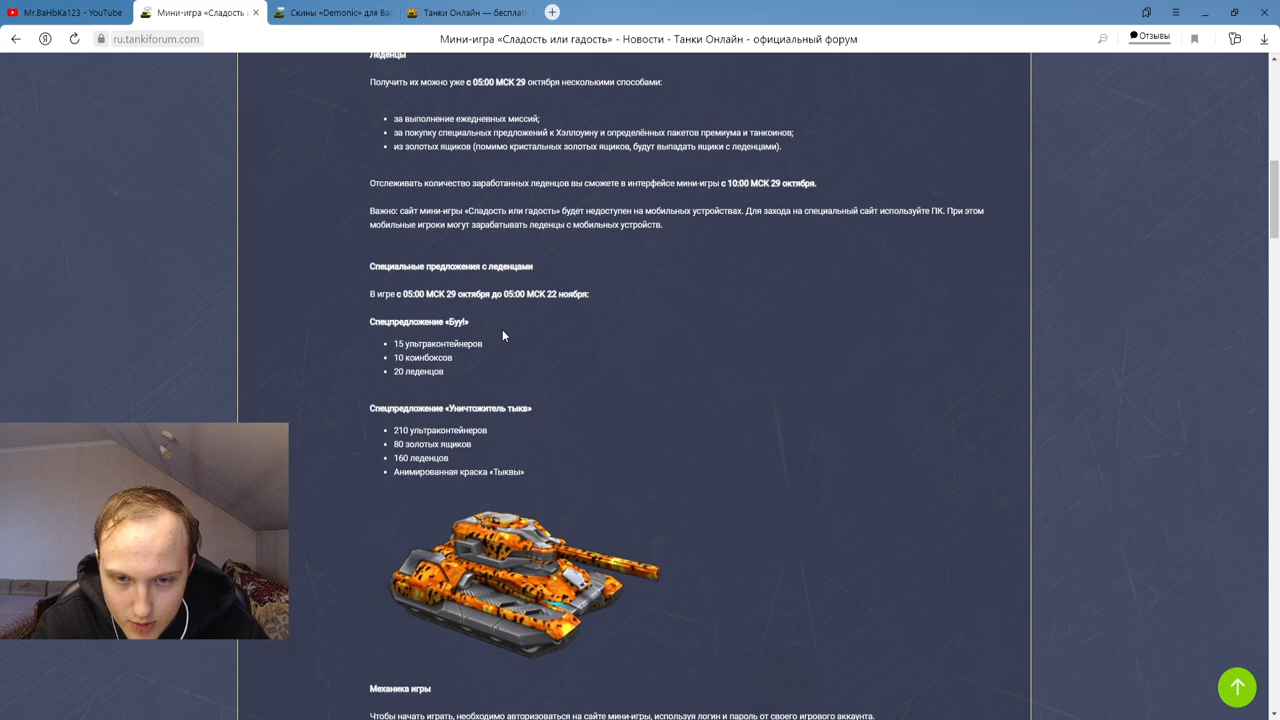 Mr.BaHbKa123 - YouTube
Мини-игра «Сладость
Скины «Demonic» для Ва
Танки Онлайн — бесплат
ru.tankiforum.com
Мини-игра «Сладость или гадость» - Новости - Танки Онлайн - официальный форум
Отзывы
Леденцы
Получить их можно уже с 05:00 МСК 29 октября несколькими способами:
за выполнение ежедневных миссий;
за покупку специальных предложений к Хэллоуину и определённых пакетов премиума и танкоинов;
из золотых ящиков (помимо кристальных золотых ящиков, будут выпадать ящики с леденцами).
Отслеживать количество заработанных леденцов вы сможете в интерфейсе мини-игры с 10:00 МСК 29 октября.
Важно: сайт мини-игры «Сладость или гадость» будет недоступен на мобильных устройствах. Для захода на специальный сайт используйте ПК. При этом
мобильные игроки могут зарабатывать леденцы с мобильных устройств.
Специальные предложения с леденцами
В игре с 05:00 МСК 29 октября до 05:00 МСК 22 ноября:
Спецпредложение «Буу!»
15 ультраконтейнеров
10 коинбоксов
20 леденцов
Спецпредложение «Уничтожитель тыкв»
210 ультраконтейнеров
80 золотых ящиков
160 леденцов
Анимированная краска «Тыквы»
Механика игры
Чтобы начать играть, необходимо авторизоваться на сайте мини-игры, используя логин и пароль от своего игрового аккаунта.